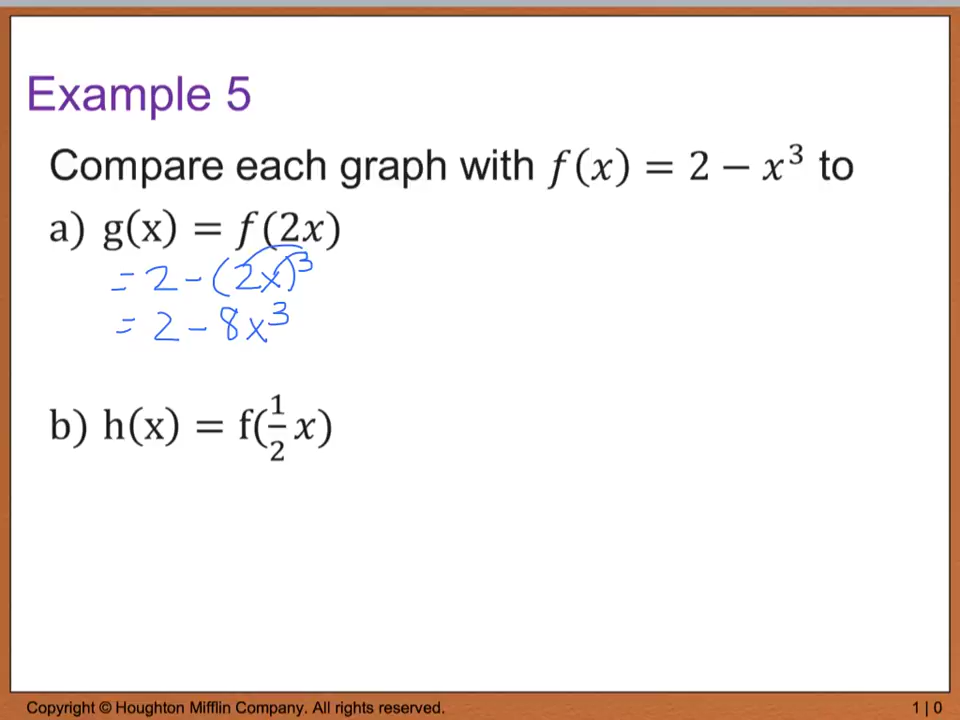 Example 5
Compare each graph with f(x) = 2 − x³ to
a) g(x) = f(2x)
= 2 - (2x)³
= 2 - 8x³
b) h(x) = f(½x)
Copyright © Houghton Mifflin Company. All rights reserved.
1 | 0